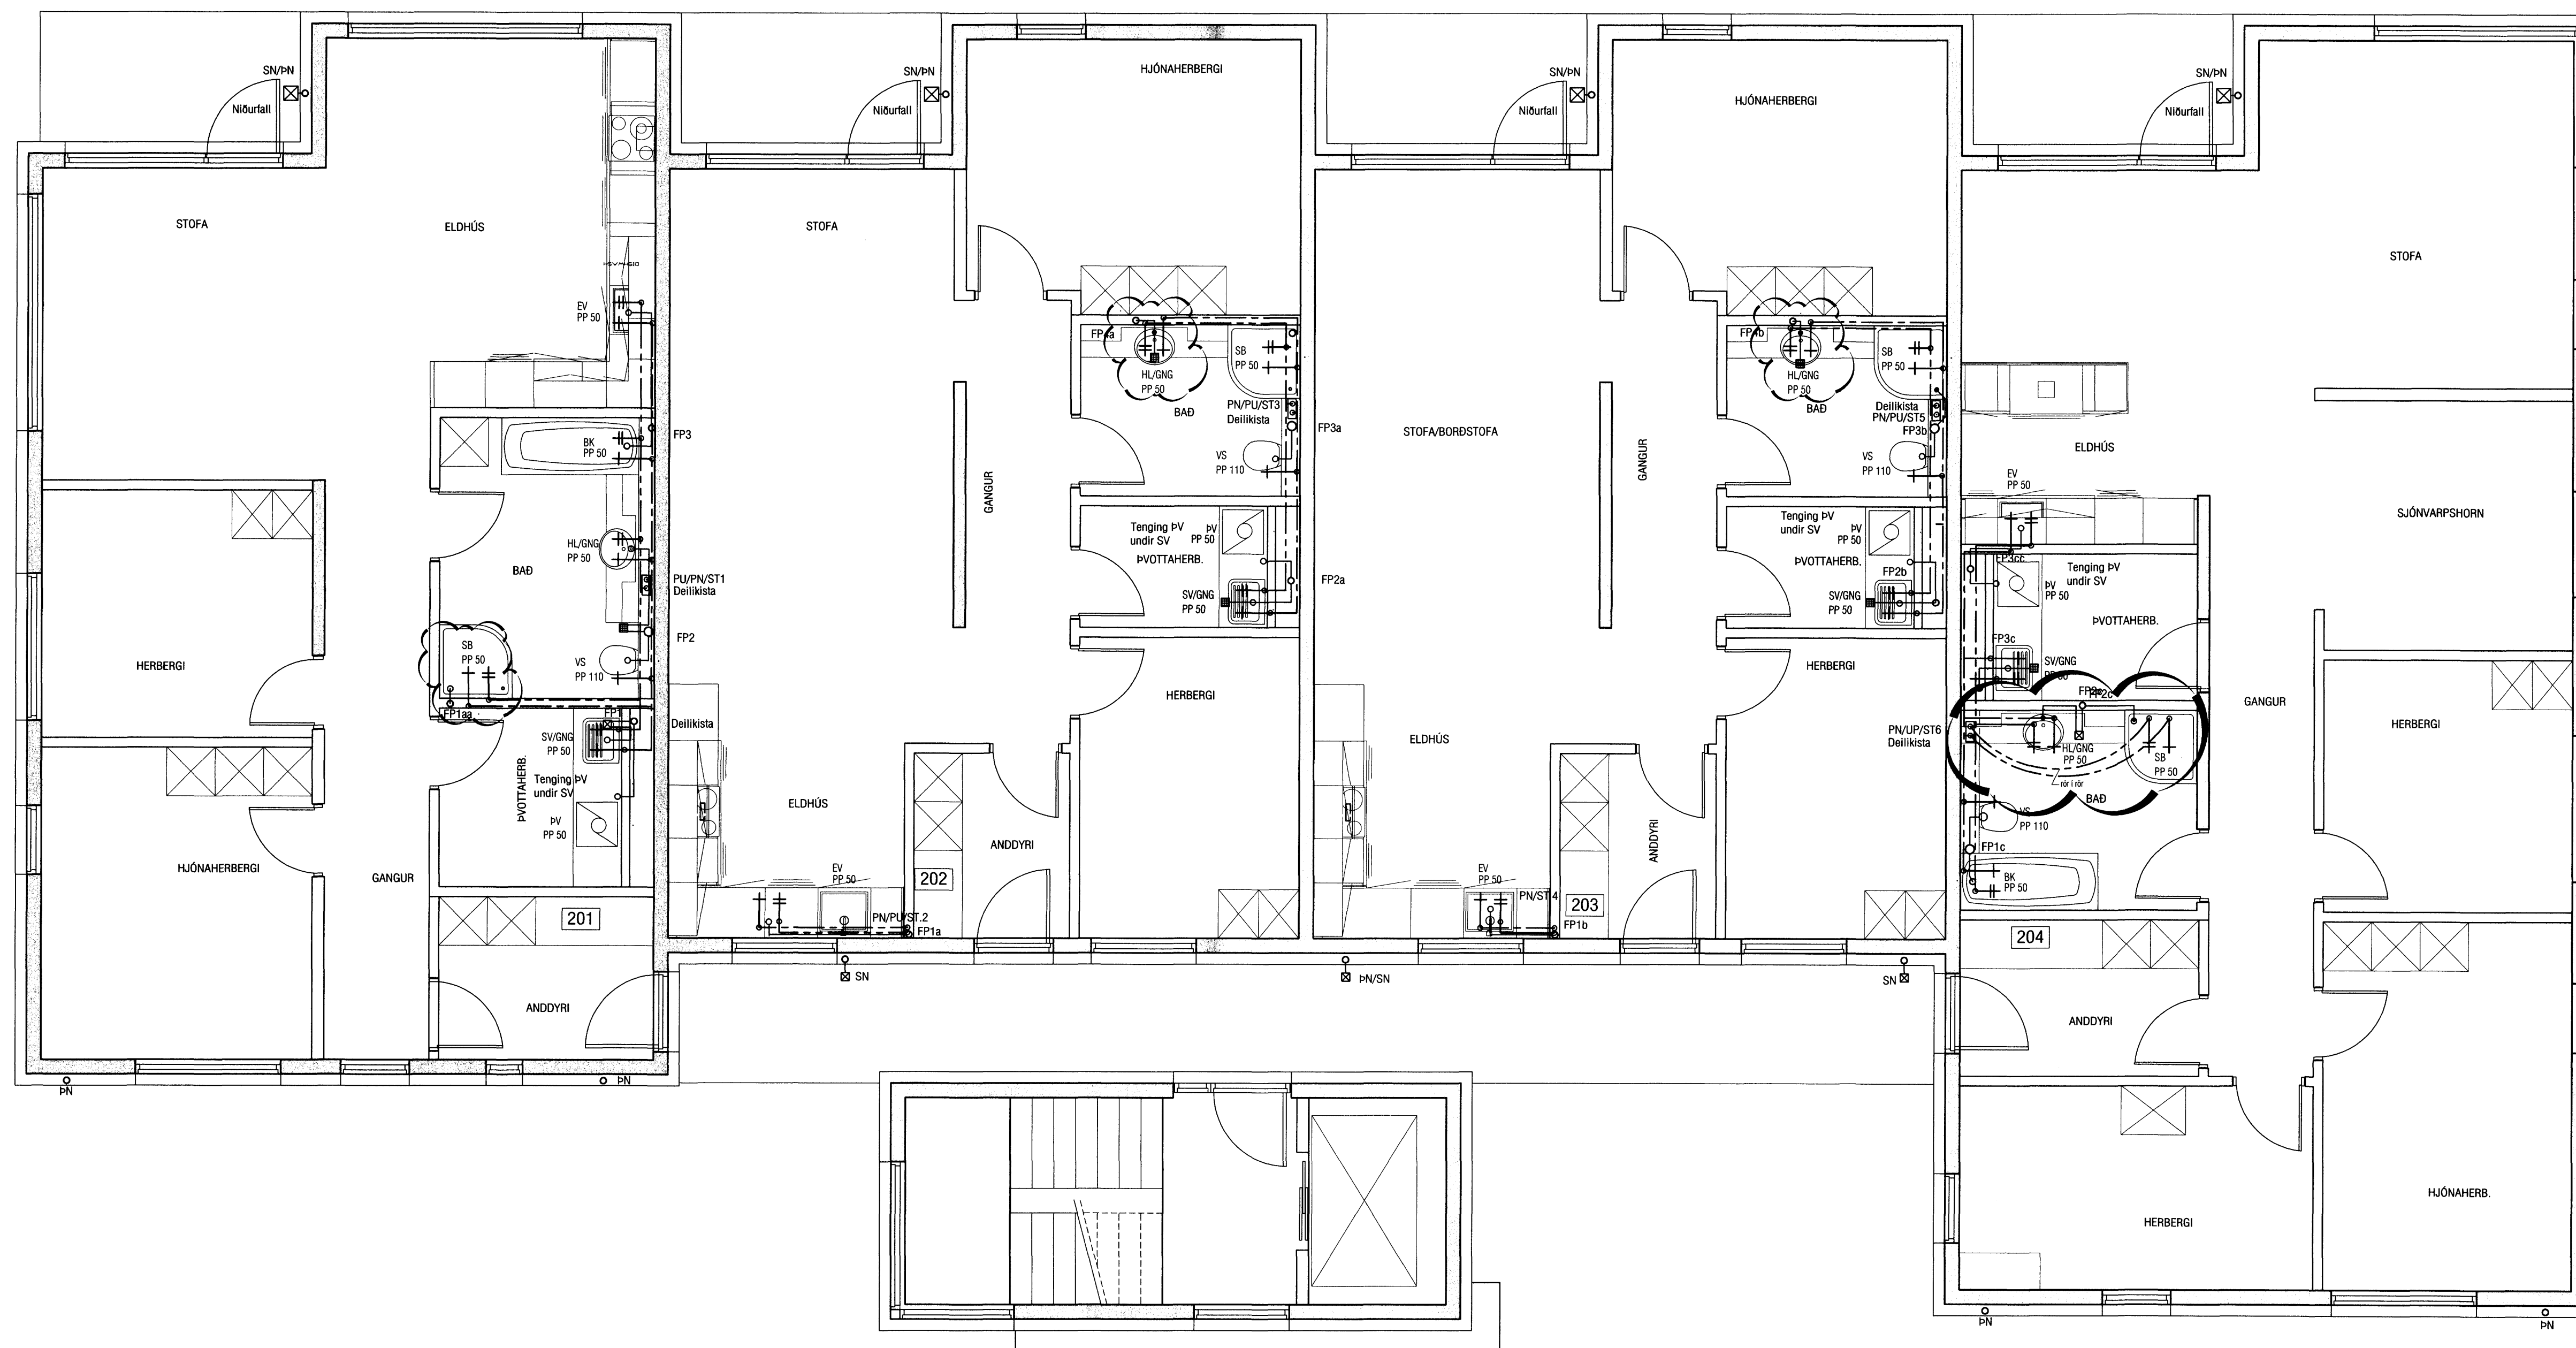 SN/ÞN
Niðurfall
STOFA
ELDHÚS
EV
PP 50
BK
PP 50
FP3
HL/GNG
PP 50
BAÐ
PU/PN/ST1
Deilikista
FP2
SB
PP 50
VS
PP 110
FP1aa
FP1
SV/GNG
PP 50
Tenging ÞV
undir SV
ÞVOTTAHERB.
ÞV
PP 50
HERBERGI
HJÓNAHERBERGI
GANGUR
201
ANDDYRI
ÞN
ÞN
SN/ÞN
Niðurfall
HJÓNAHERBERGI
STOFA
FP4a
HL/GNG
PP 50
SB
PP 50
BAÐ
PN/PU/ST3
Deilikista
FP3a
VS
PP 110
GANGUR
Tenging ÞV
undir SV
ÞV
PP 50
ÞVOTTAHERB.
FP2a
SV/GNG
PP 50
HERBERGI
Deilikista
ELDHÚS
EV
PP 50
202
ANDDYRI
PN/PU/ST.2
FP1a
SN
SN/ÞN
Niðurfall
HJÓNAHERBERGI
STOFA/BORÐSTOFA
FP4b
HL/GNG
PP 50
SB
PP 50
BAÐ
Deilikista
PN/PU/ST5
FP3b
VS
PP 110
GANGUR
Tenging ÞV
undir SV
ÞV
PP 50
ÞVOTTAHERB.
FP2b
SV/GNG
PP 50
HERBERGI
ELDHÚS
EV
PP 50
PN/ST.4
203
ANDDYRI
FP1b
ÞN/SN
SN
SN/ÞN
Niðurfall
STOFA
ELDHÚS
EV
PP 50
SJÓNVARPSHORN
FP3cc
Tenging ÞV
undir SV
ÞV
PP 50
ÞVOTTAHERB.
FP3c
SV/GNG
PP 50
FP2c
FP2c
PN/UP/ST6
Deilikista
HL/GNG
PP 50
SB
PP 50
rör í rör
BAÐ
VS
PP 110
FP1c
BK
PP 50
GANGUR
HERBERGI
204
ANDDYRI
HERBERGI
HJÓNAHERB.
ÞN
ÞN